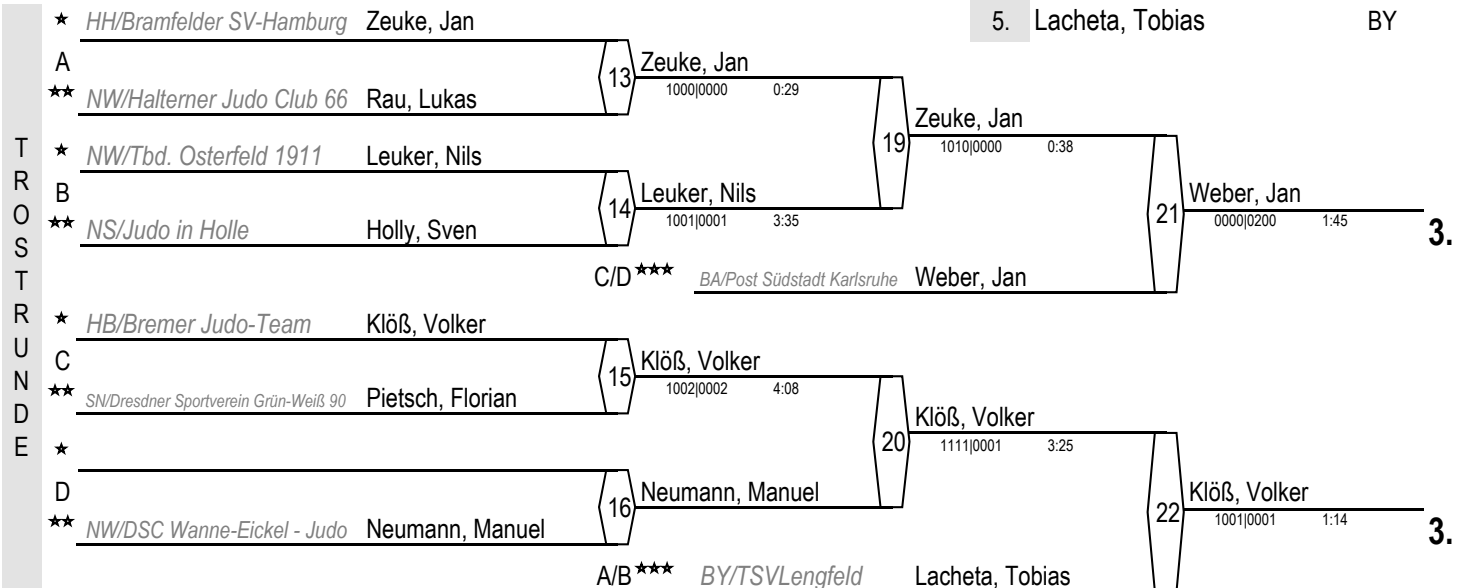 ★ HH/Bramfelder SV-Hamburg Zeuke, Jan
5. Lacheta, Tobias BY
A
13 Zeuke, Jan
1000|0000 0:29
★★ NW/Halterner Judo Club 66 Rau, Lukas
19 Zeuke, Jan
1010|0000 0:38
TROSTRUNDE
★ NW/Tbd. Osterfeld 1911 Leuker, Nils
B
14 Leuker, Nils
1001|0001 3:35
21 Weber, Jan
0000|0200 1:45
3.
★★ NS/Judo in Holle Holly, Sven
C/D ★★★ BA/Post Südstadt Karlsruhe Weber, Jan
★ HB/Bremer Judo-Team Klöß, Volker
C
15 Klöß, Volker
1002|0002 4:08
★★ SN/Dresdner Sportverein Grün-Weiß 90 Pietsch, Florian
20 Klöß, Volker
1111|0001 3:25
★
D
16 Neumann, Manuel
22 Klöß, Volker
1001|0001 1:14
3.
★★ NW/DSC Wanne-Eickel - Judo Neumann, Manuel
A/B ★★★ BY/TSVLengfeld Lacheta, Tobias